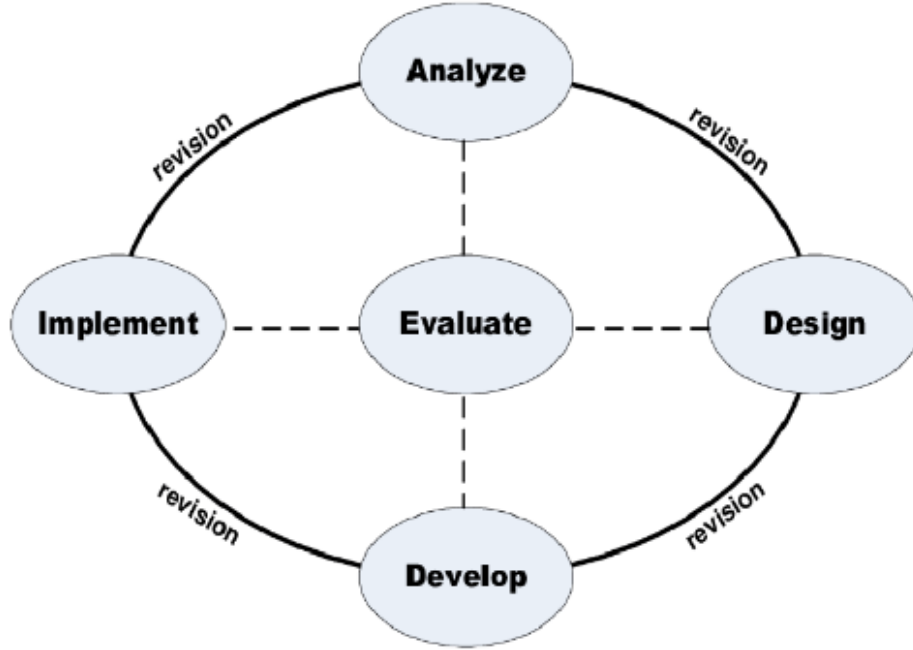 Analyze
revision
revision
Implement
Evaluate
Design
revision
revision
Develop